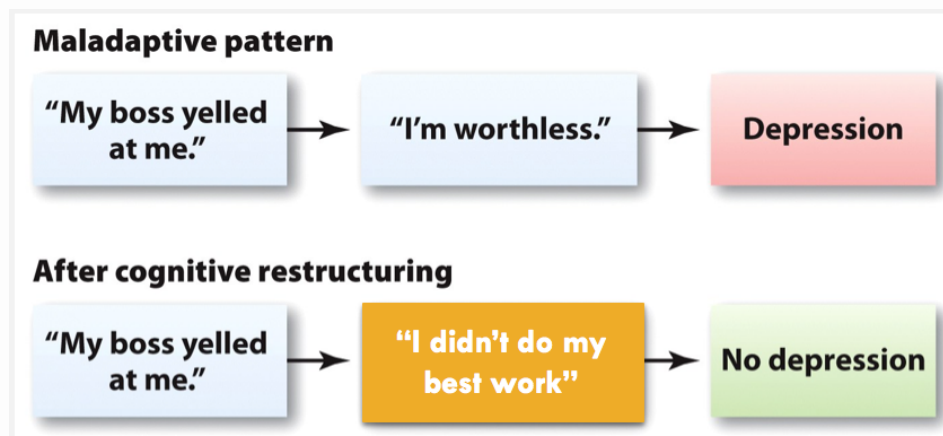 Maladaptive pattern
“My boss yelled
at me.”
“I’m worthless.”
Depression
After cognitive restructuring
“My boss yelled
at me.”
“I didn’t do my
best work”
No depression